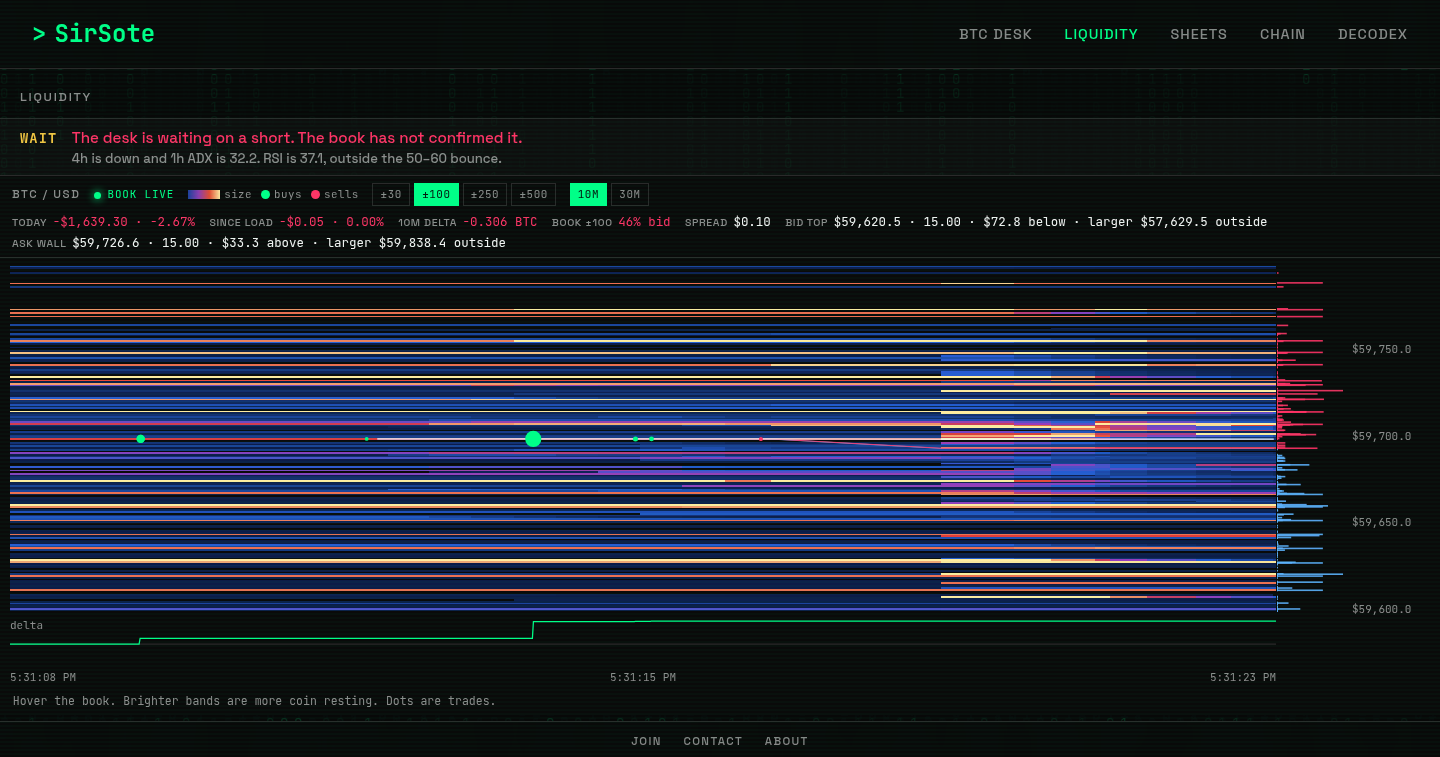 > SirSote
BTC DESK LIQUIDITY SHEETS CHAIN DECODEX
LIQUIDITY
WAIT The desk is waiting on a short. The book has not confirmed it.
4h is down and 1h ADX is 32.2. RSI is 37.1, outside the 50–60 bounce.
BTC / USD BOOK LIVE size buys sells ±30 ±100 ±250 ±500 10M 30M
TODAY -$1,639.30 · -2.67% SINCE LOAD -$0.05 · 0.00% 10M DELTA -0.306 BTC BOOK ±100 46% bid SPREAD $0.10 BID TOP $59,620.5 · 15.00 · $72.8 below · larger $57,629.5 outside
ASK WALL $59,726.6 · 15.00 · $33.3 above · larger $59,838.4 outside
$59,750.0
$59,700.0
$59,650.0
$59,600.0
delta
5:31:08 PM 5:31:15 PM 5:31:23 PM
Hover the book. Brighter bands are more coin resting. Dots are trades.
JOIN CONTACT ABOUT